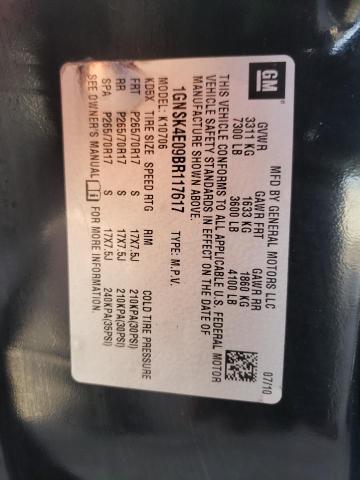 GM
MFD BY GENERAL MOTORS LLC
07/10
GVWR GAWR FRT GAWR RR
3311 KG 1633 KG 1860 KG
7300 LB 3600 LB 4100 LB
THIS VEHICLE CONFORMS TO ALL APPLICABLE U.S. FEDERAL MOTOR
VEHICLE SAFETY STANDARDS IN EFFECT ON THE DATE OF
MANUFACTURE SHOWN ABOVE.
1GNSK4E09BR117617 TYPE: M.P.V.
MODEL: K10706
KD5X TIRE SIZE SPEED RTG RIM COLD TIRE PRESSURE
FRT P265/70R17 S 17X7.5J 210KPA(30PSI)
RR P265/70R17 S 17X7.5J 210KPA(30PSI)
SPA P265/70R17 S 17X7.5J 240KPA(35PSI)
SEE OWNER'S MANUAL